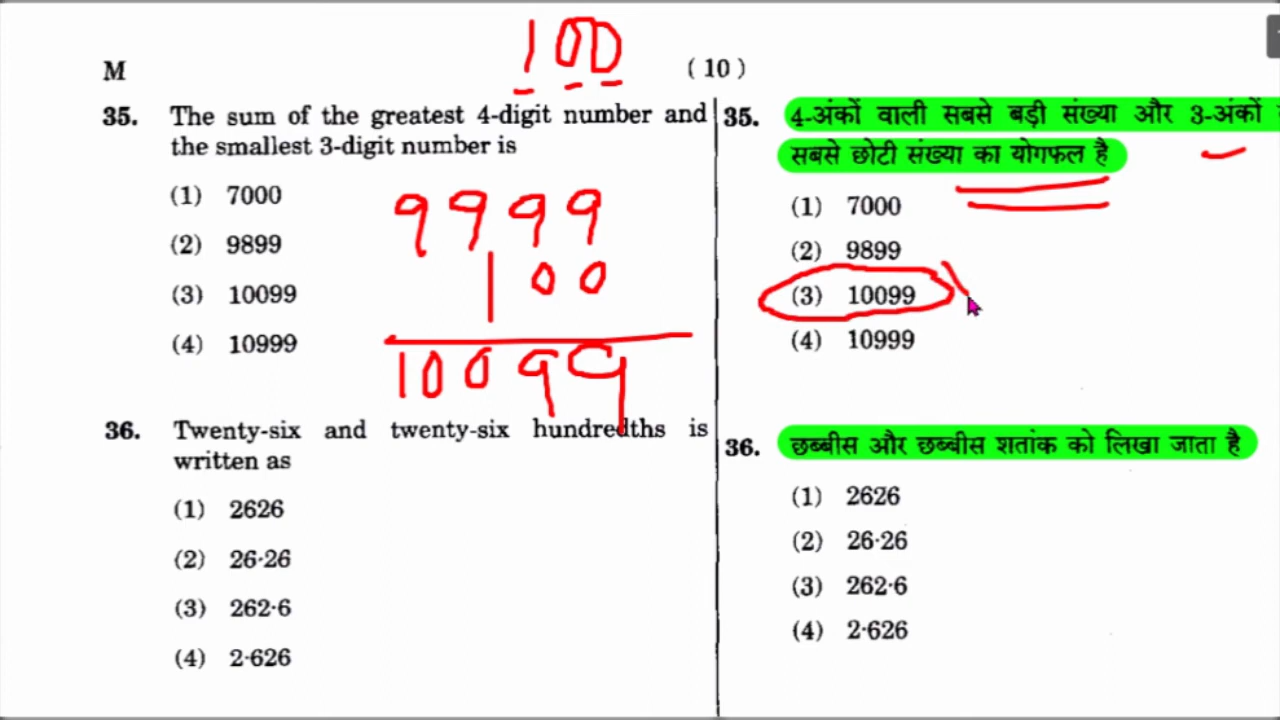 M
100
( 10 )
35. The sum of the greatest 4-digit number and
the smallest 3-digit number is
(1) 7000
(2) 9899
(3) 10099
(4) 10999
9999
100
10099
36. Twenty-six and twenty-six hundredths is
written as
(1) 2626
(2) 26·26
(3) 262·6
(4) 2·626
35. 4-अंकों वाली सबसे बड़ी संख्या और 3-अंकों
सबसे छोटी संख्या का योगफल है
(1) 7000
(2) 9899
(3) 10099
(4) 10999
36. छब्बीस और छब्बीस शतांक को लिखा जाता है
(1) 2626
(2) 26·26
(3) 262·6
(4) 2·626